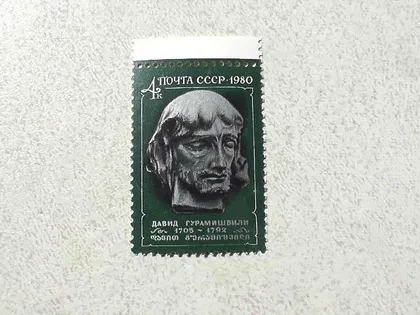 4к ПОЧТА СССР·1980
ДАВИД ГУРАМИШВИЛИ
1705-1792
ᲓᲐᲕᲘᲗ ᲒᲣᲠᲐᲛᲘᲨᲕᲘᲚᲘ